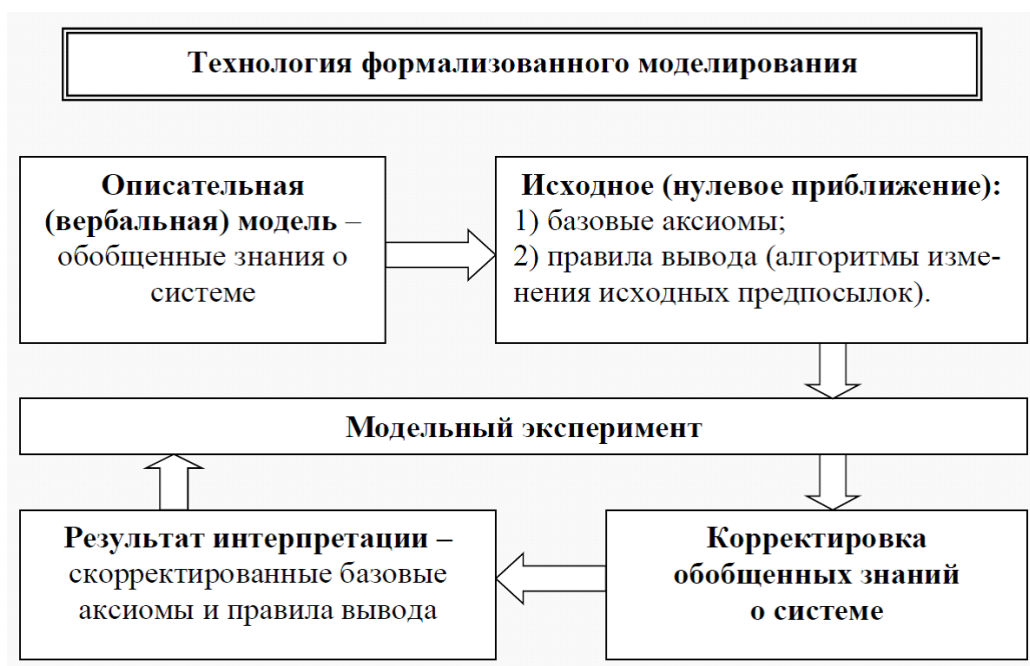 Технология формализованного моделирования
Описательная
(вербальная) модель –
обобщенные знания о
системе
Исходное (нулевое приближение):
1) базовые аксиомы;
2) правила вывода (алгоритмы изме-
нения исходных предпосылок).
Модельный эксперимент
Результат интерпретации –
скорректированные базовые
аксиомы и правила вывода
Корректировка
обобщенных знаний
о системе